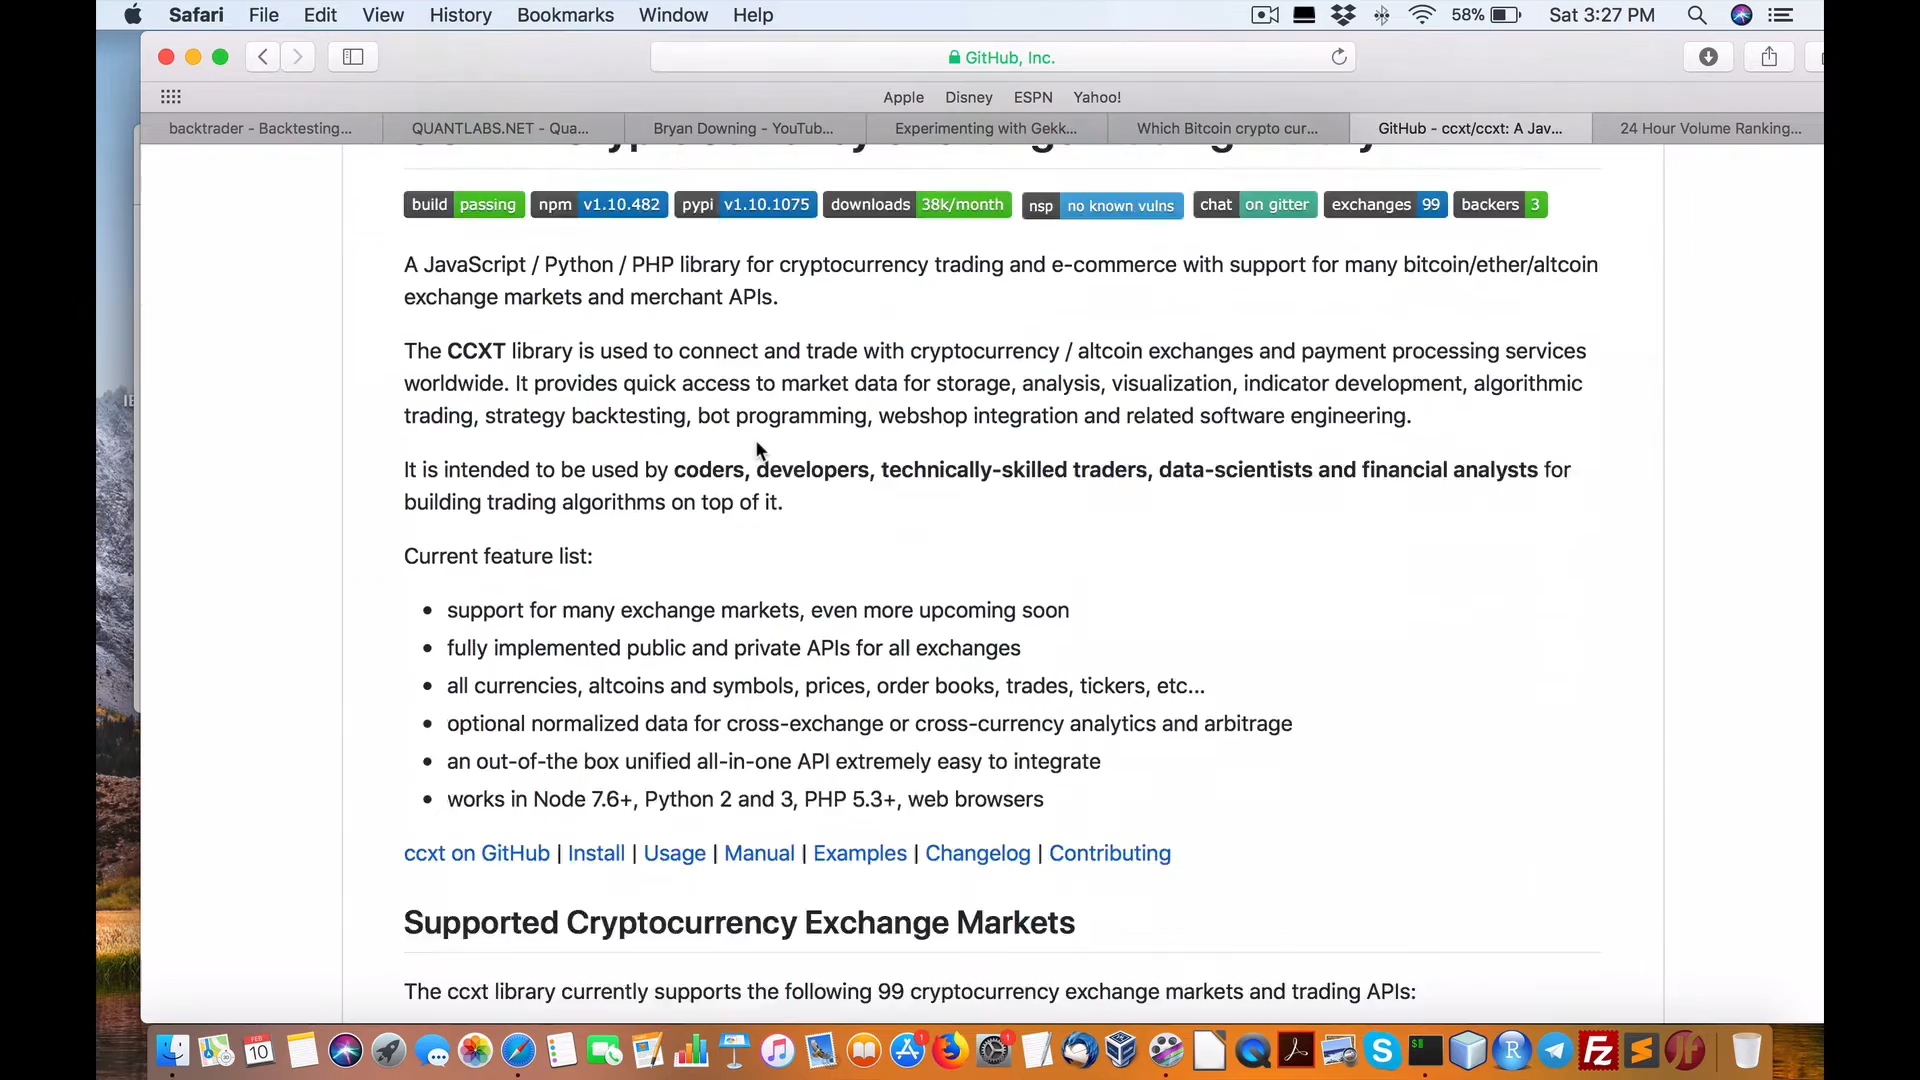 Safari File Edit View History Bookmarks Window Help 58% Sat 3:27 PM
GitHub, Inc.
Apple Disney ESPN Yahoo!
backtrader - Backtesting... QUANTLABS.NET - Qua... Bryan Downing - YouTub... Experimenting with Gekk... Which Bitcoin crypto cur... GitHub - ccxt/ccxt: A Jav... 24 Hour Volume Ranking...
build passing npm v1.10.482 pypi v1.10.1075 downloads 38k/month nsp no known vulns chat on gitter exchanges 99 backers 3
A JavaScript / Python / PHP library for cryptocurrency trading and e-commerce with support for many bitcoin/ether/altcoin
exchange markets and merchant APIs.
The CCXT library is used to connect and trade with cryptocurrency / altcoin exchanges and payment processing services
worldwide. It provides quick access to market data for storage, analysis, visualization, indicator development, algorithmic
trading, strategy backtesting, bot programming, webshop integration and related software engineering.
It is intended to be used by coders, developers, technically-skilled traders, data-scientists and financial analysts for
building trading algorithms on top of it.
Current feature list:
• support for many exchange markets, even more upcoming soon
• fully implemented public and private APIs for all exchanges
• all currencies, altcoins and symbols, prices, order books, trades, tickers, etc...
• optional normalized data for cross-exchange or cross-currency analytics and arbitrage
• an out-of-the box unified all-in-one API extremely easy to integrate
• works in Node 7.6+, Python 2 and 3, PHP 5.3+, web browsers
ccxt on GitHub | Install | Usage | Manual | Examples | Changelog | Contributing
Supported Cryptocurrency Exchange Markets
The ccxt library currently supports the following 99 cryptocurrency exchange markets and trading APIs:
FEB
10